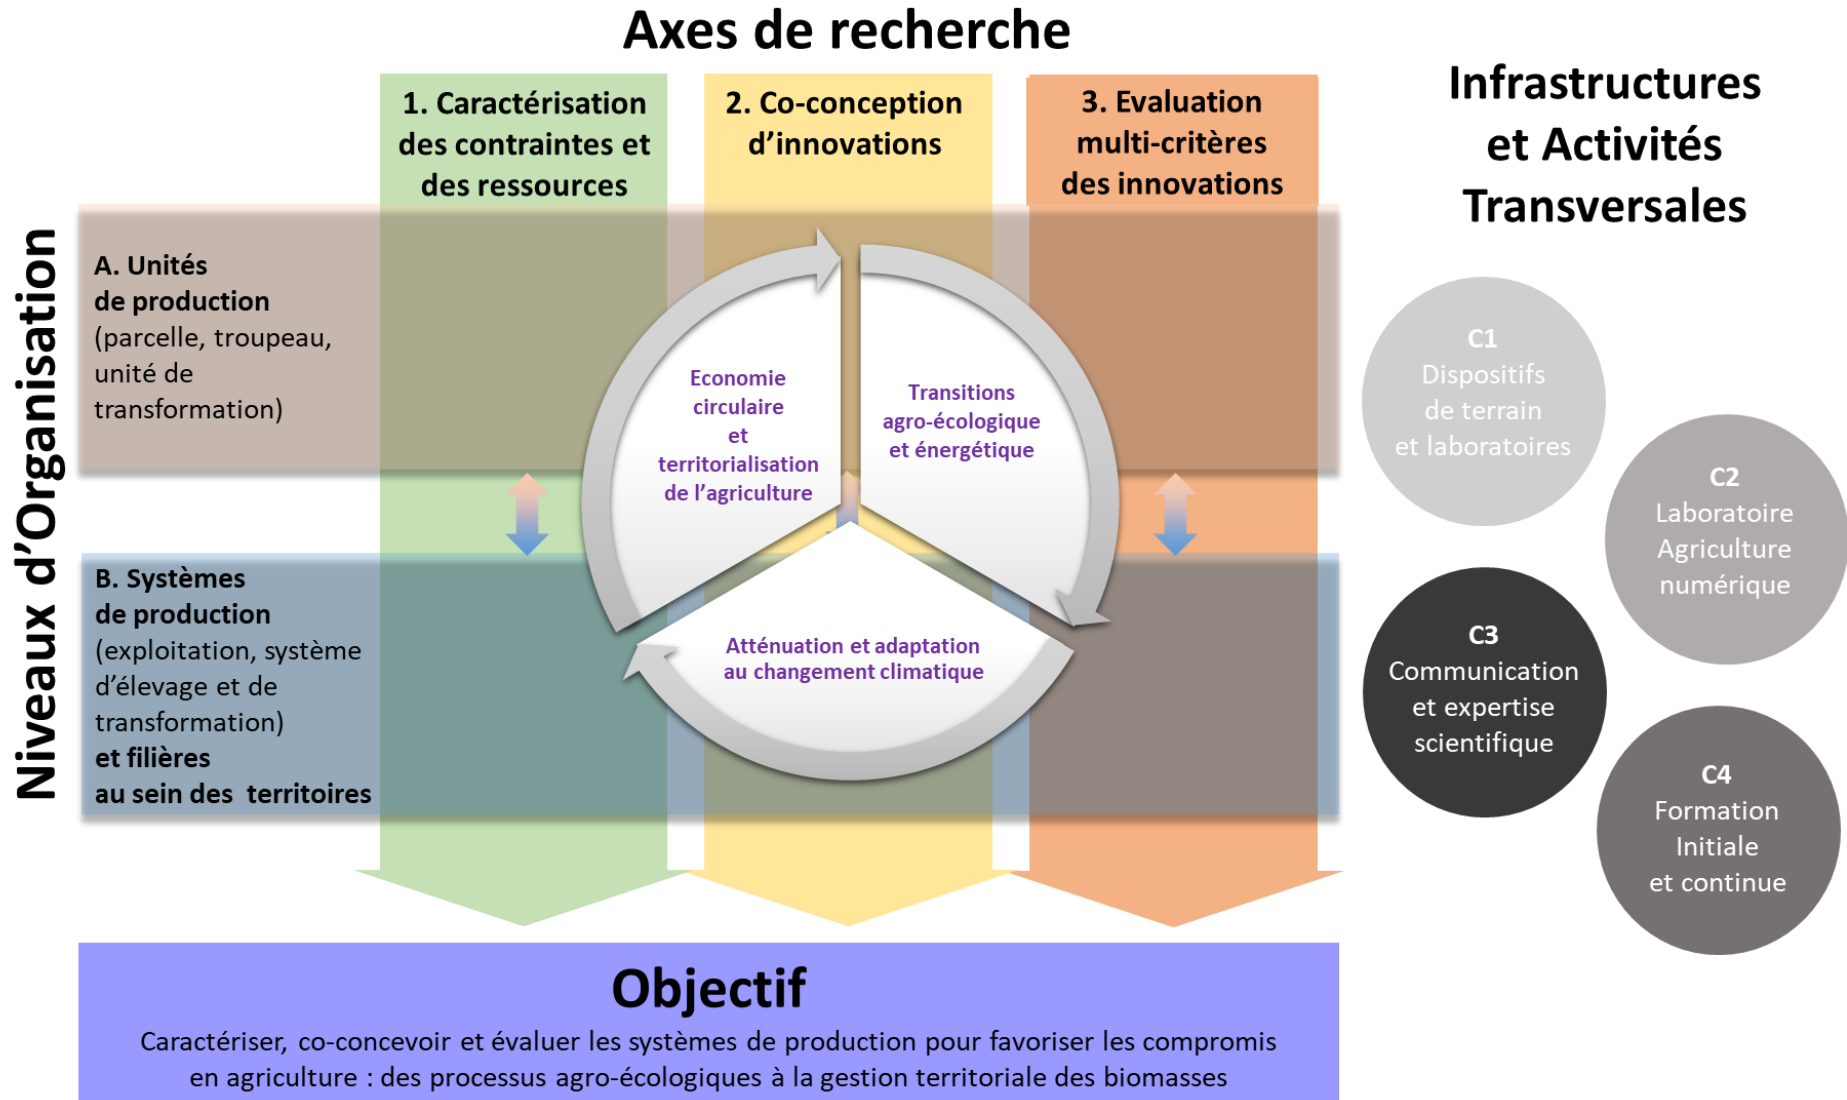 Axes de recherche
1. Caractérisation
des contraintes et
des ressources
2. Co-conception
d’innovations
3. Evaluation
multi-critères
des innovations
Infrastructures
et Activités
Transversales
Niveaux d’Organisation
A. Unités
de production
(parcelle, troupeau,
unité de
transformation)
Economie
circulaire
et
territorialisation
de l’agriculture
Transitions
agro-écologique
et énergétique
Atténuation et adaptation
au changement climatique
B. Systèmes
de production
(exploitation, système
d’élevage et de
transformation)
et filières
au sein des territoires
C1
Dispositifs
de terrain
et laboratoires
C2
Laboratoire
Agriculture
numérique
C3
Communication
et expertise
scientifique
C4
Formation
Initiale
et continue
Objectif
Caractériser, co-concevoir et évaluer les systèmes de production pour favoriser les compromis
en agriculture : des processus agro-écologiques à la gestion territoriale des biomasses